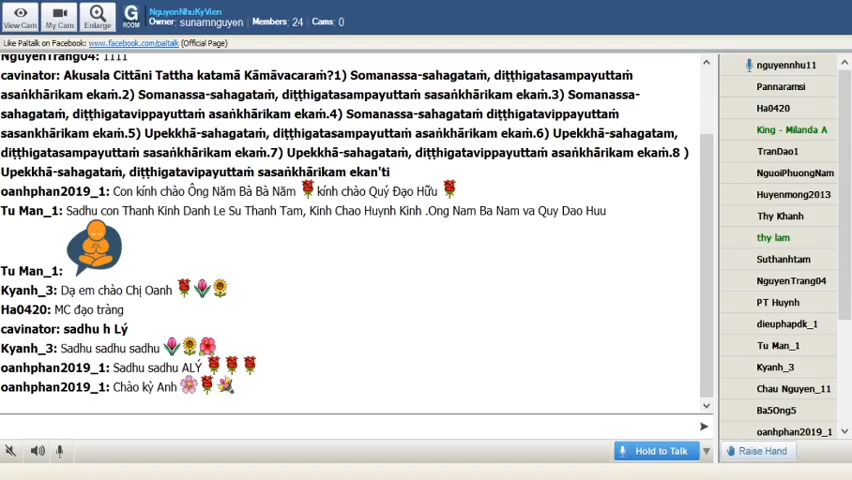 View Cam
My Cam
Enlarge
G
ROOM
NguyenNhuKyVien
Owner: sunamnguyen Members: 24 Cams: 0
Like Paltalk on Facebook: www.facebook.com/paltalk (Official Page)
NguyenTrang04: 1111
cavinator: Akusala Cittāni Tattha katamā Kāmāvacaraṁ?1) Somanassa-sahagataṁ, diṭṭhigatasampayuttaṁ
asaṅkhārikam ekaṁ.2) Somanassa-sahagataṁ, diṭṭhigatasampayuttaṁ sasaṅkhārikam ekaṁ.3) Somanassa-
sahagataṁ, diṭṭhigatavippayuttaṁ asaṅkhārikam ekaṁ.4) Somanassa-sahagataṁ diṭṭhigatavippayuttaṁ
sasankhārikam ekaṁ.5) Upekkhā-sahagataṁ, diṭṭhigatasampayuttaṁ asaṅkhārikam ekaṁ.6) Upekkhā-sahagatam,
diṭṭhigatasampayuttaṁ sasaṅkhārikam ekaṁ.7) Upekkhā-sahagataṁ, diṭṭhigatavippayuttaṁ asaṅkhārikam ekaṁ.8 )
Upekkhā-sahagataṁ, diṭṭhigatavipayuttaṁ sasaṅkhārikam ekan'ti
oanhphan2019_1: Con kính chào Ông Năm Bà Bà Năm kính chào Quý Đạo Hữu
Tu Man_1: Sadhu con Thanh Kinh Danh Le Su Thanh Tam, Kinh Chao Huynh Kinh .Ong Nam Ba Nam va Quy Dao Huu
Tu Man_1:
Kyanh_3: Dạ em chào Chị Oanh
Ha0420: MC đạo tràng
cavinator: sadhu h Lý
Kyanh_3: Sadhu sadhu sadhu
oanhphan2019_1: Sadhu sadhu ALÝ
oanhphan2019_1: Chào kỳ Anh
Hold to Talk
nguyennhu11
Pannaramsi
Ha0420
King - Milanda A
TranDao1
NguoiPhuongNam
Huyenmong2013
Thy Khanh
thy lam
Suthanhtam
NguyenTrang04
PT Huynh
dieuphapdk_1
Tu Man_1
Kyanh_3
Chau Nguyen_11
Ba5Ong5
oanhphan2019_1
Raise Hand